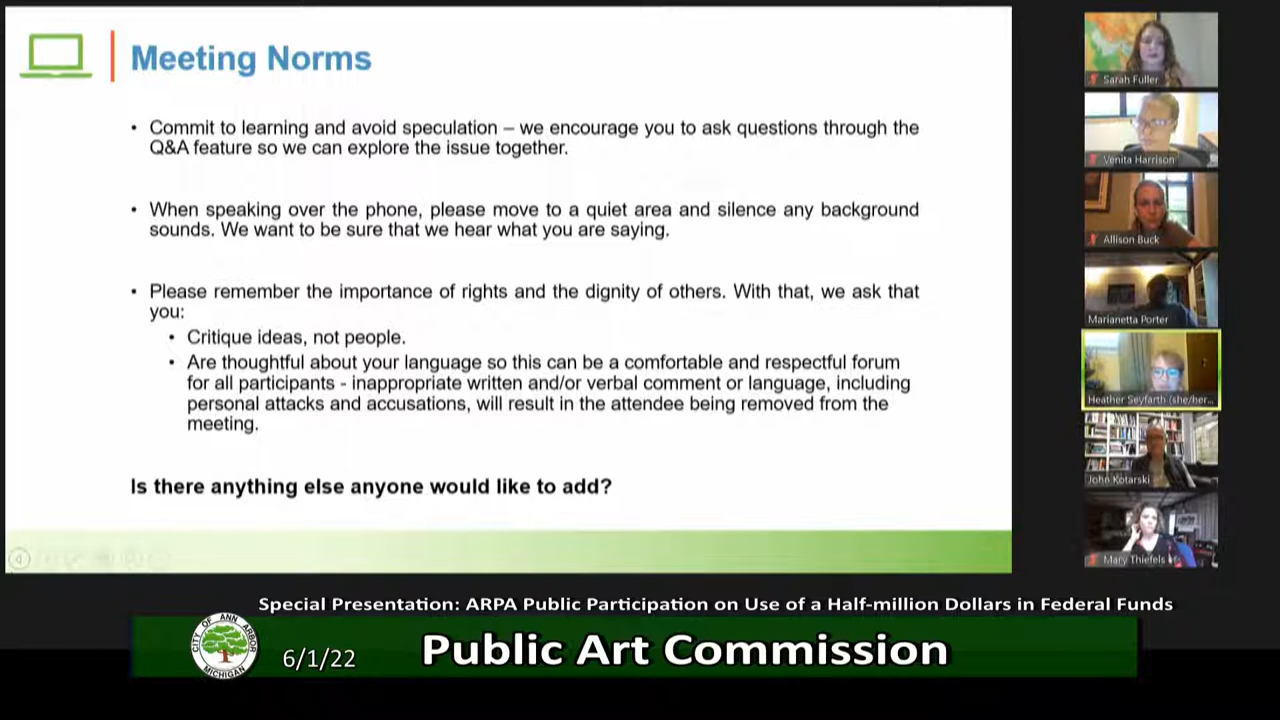 Meeting Norms
• Commit to learning and avoid speculation – we encourage you to ask questions through the
Q&A feature so we can explore the issue together.
• When speaking over the phone, please move to a quiet area and silence any background
sounds. We want to be sure that we hear what you are saying.
• Please remember the importance of rights and the dignity of others. With that, we ask that
you:
• Critique ideas, not people.
• Are thoughtful about your language so this can be a comfortable and respectful forum
for all participants - inappropriate written and/or verbal comment or language, including
personal attacks and accusations, will result in the attendee being removed from the
meeting.
Is there anything else anyone would like to add?
Sarah Fuller
Venita Harrison
Allison Buck
Marianetta Porter
Heather Seyfarth (she/her...
John Kotarski
Mary Thiefels
Special Presentation: ARPA Public Participation on Use of a Half-million Dollars in Federal Funds
CITY OF ANN ARBOR
MICHIGAN
6/1/22
Public Art Commission